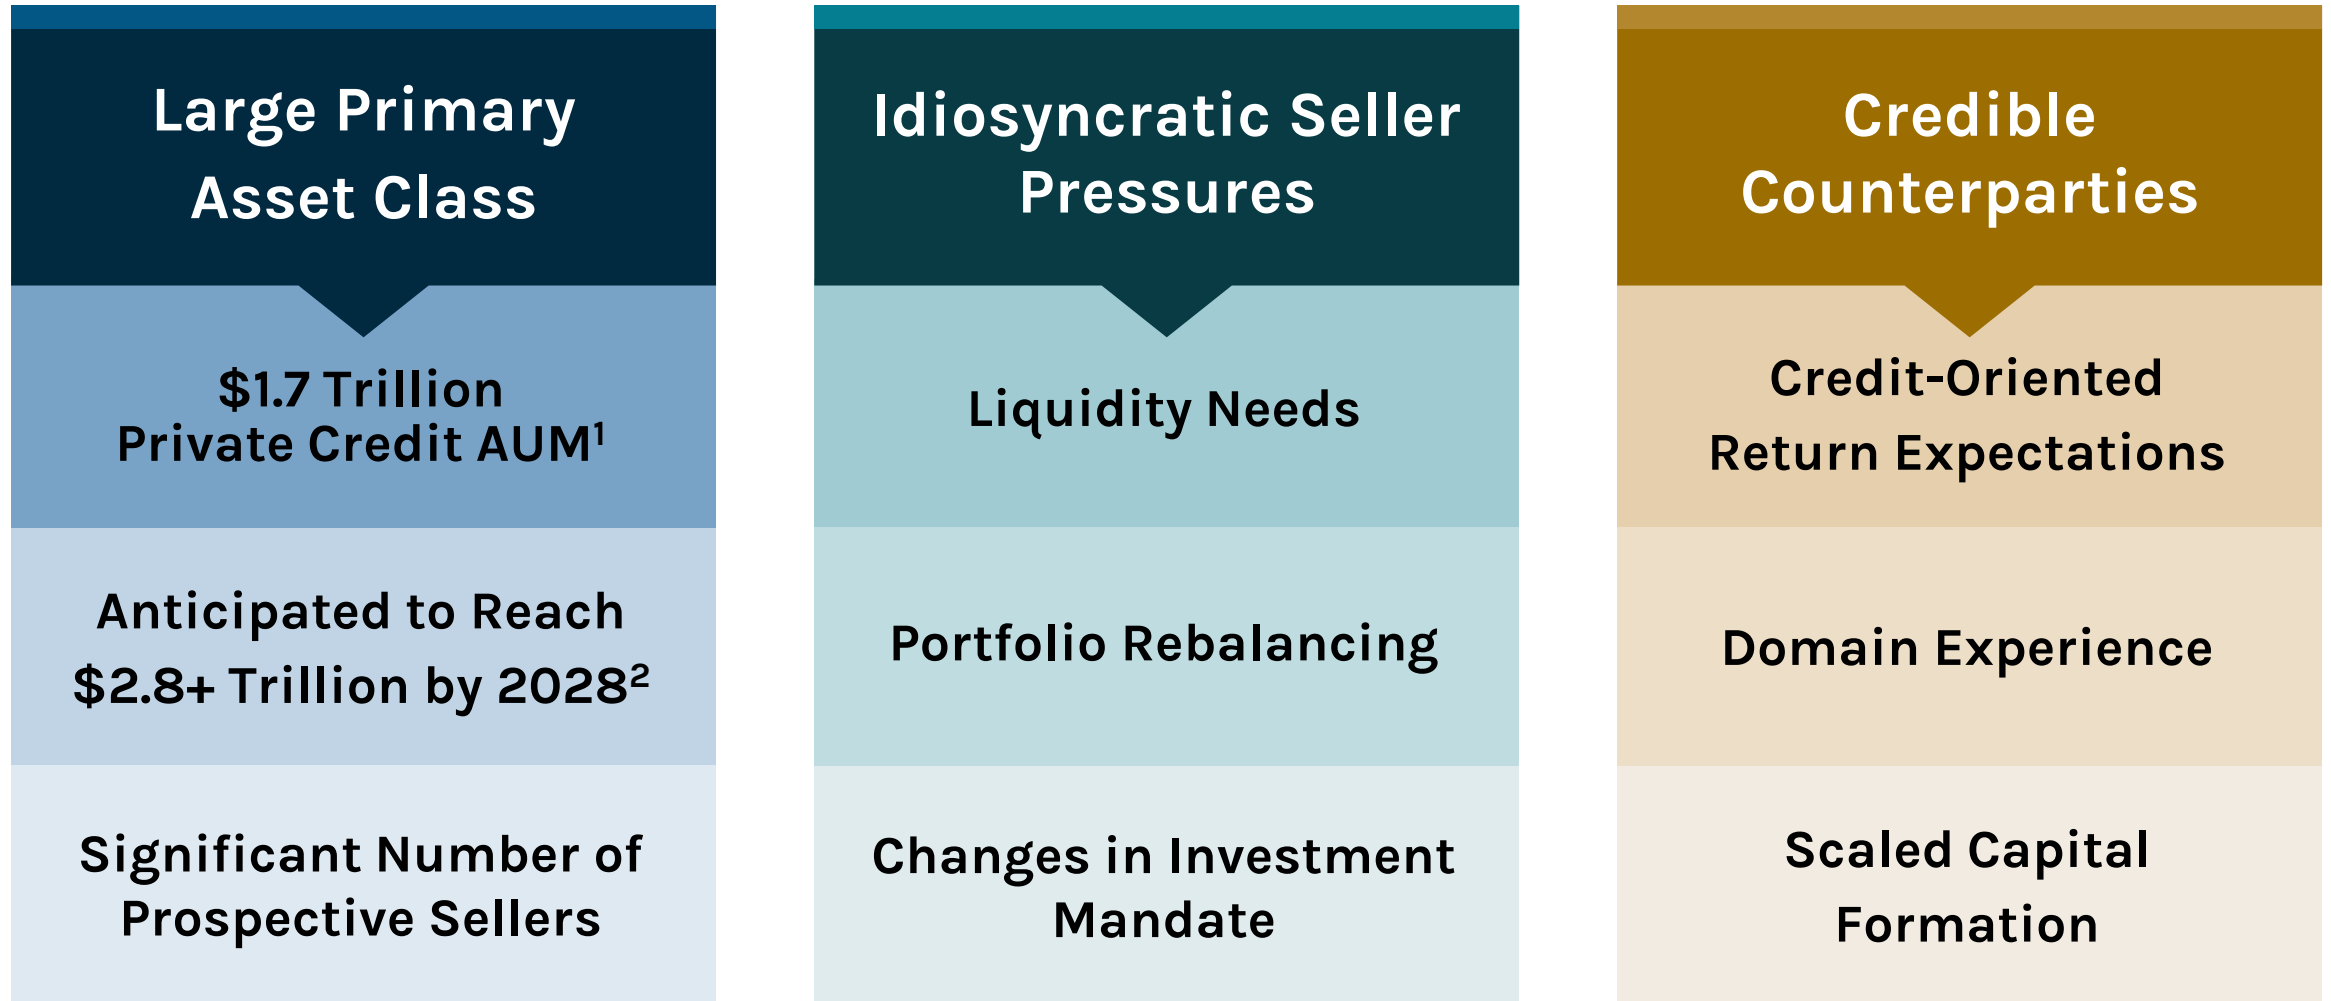 Large Primary
Asset Class
$1.7 Trillion
Private Credit AUM¹
Anticipated to Reach
$2.8+ Trillion by 2028²
Significant Number of
Prospective Sellers
Idiosyncratic Seller
Pressures
Liquidity Needs
Portfolio Rebalancing
Changes in Investment
Mandate
Credible
Counterparties
Credit-Oriented
Return Expectations
Domain Experience
Scaled Capital
Formation